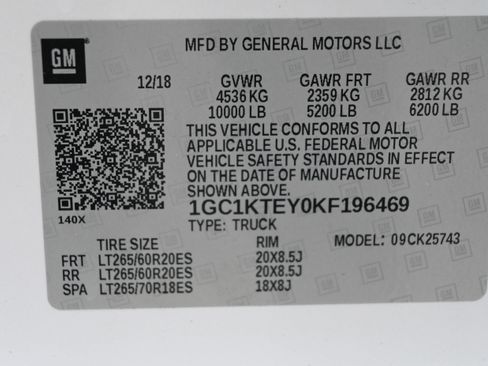 GM
MFD BY GENERAL MOTORS LLC
12/18 GVWR GAWR FRT GAWR RR
4536 KG 2359 KG 2812 KG
10000 LB 5200 LB 6200 LB
THIS VEHICLE CONFORMS TO ALL
APPLICABLE U.S. FEDERAL MOTOR
VEHICLE SAFETY STANDARDS IN EFFECT
ON THE DATE OF MANUFACTURE
SHOWN ABOVE.
1GC1KTEY0KF196469
140X TYPE: TRUCK
TIRE SIZE RIM MODEL: 09CK25743
FRT LT265/60R20ES 20X8.5J
RR LT265/60R20ES 20X8.5J
SPA LT265/70R18ES 18X8J